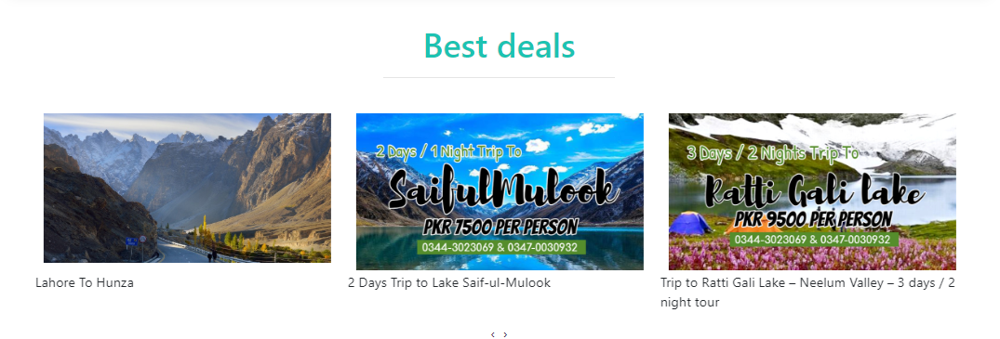 Best deals
2 Days / 1 Night Trip To
SaifulMulook
PKR 7500 PER PERSON
0344-3023069 & 0347-0030932
3 Days / 2 Nights Trip To
Ratti Gali lake
PKR 9500 PER PERSON
0344-3023069 & 0347-0030932
Lahore To Hunza
2 Days Trip to Lake Saif-ul-Mulook
Trip to Ratti Gali Lake – Neelum Valley – 3 days / 2
night tour
‹ ›